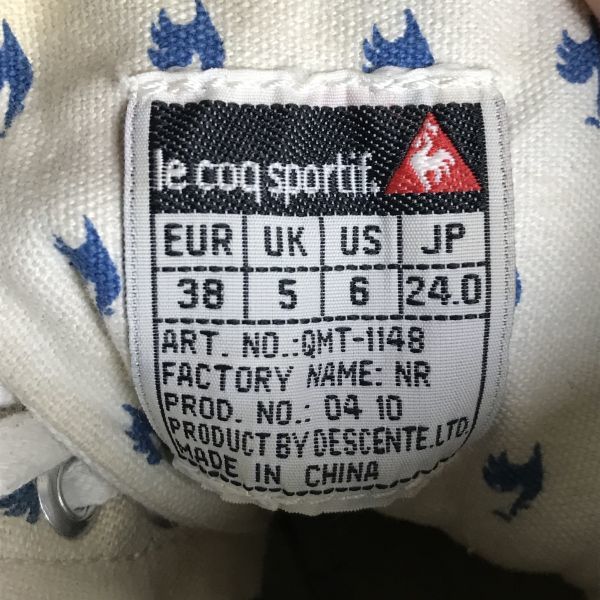 le coq sportif.
EUR UK US JP
38 5 6 24.0
ART. NO.:QMT-1148
FACTORY NAME: NR
PROD. NO.: 04 10
PRODUCT BY DESCENTE.LTD.
MADE IN CHINA